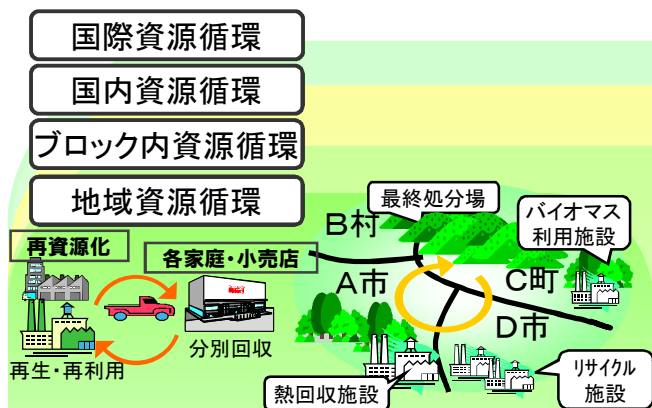 国際資源循環
国内資源循環
ブロック内資源循環
地域資源循環
最終処分場
バイオマス
利用施設
B村
再資源化
各家庭・小売店
A市
C町
D市
分別回収
再生・再利用
熱回収施設
リサイクル
施設